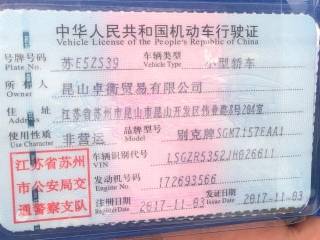 中华人民共和国机动车行驶证
Vehicle License of the People's Republic of China
号牌号码 苏E5ZS39 车辆类型 小型轿车
Plate No. Vehicle Type
所有人 昆山卓衡贸易有限公司
Owner
住址 江苏省苏州市昆山市昆山开发区伟业路8号204室
Address
使用性质 非营运 品牌型号 别克牌SGM7157EAA1
Use Character Model
江苏省苏州市公安局交通警察支队
车辆识别代号 LSGZR5352JH026611
VIN
发动机号码 172693566
Engine No.
注册日期 2017-11-03 发证日期 2017-11-03
Register Date Issue Date